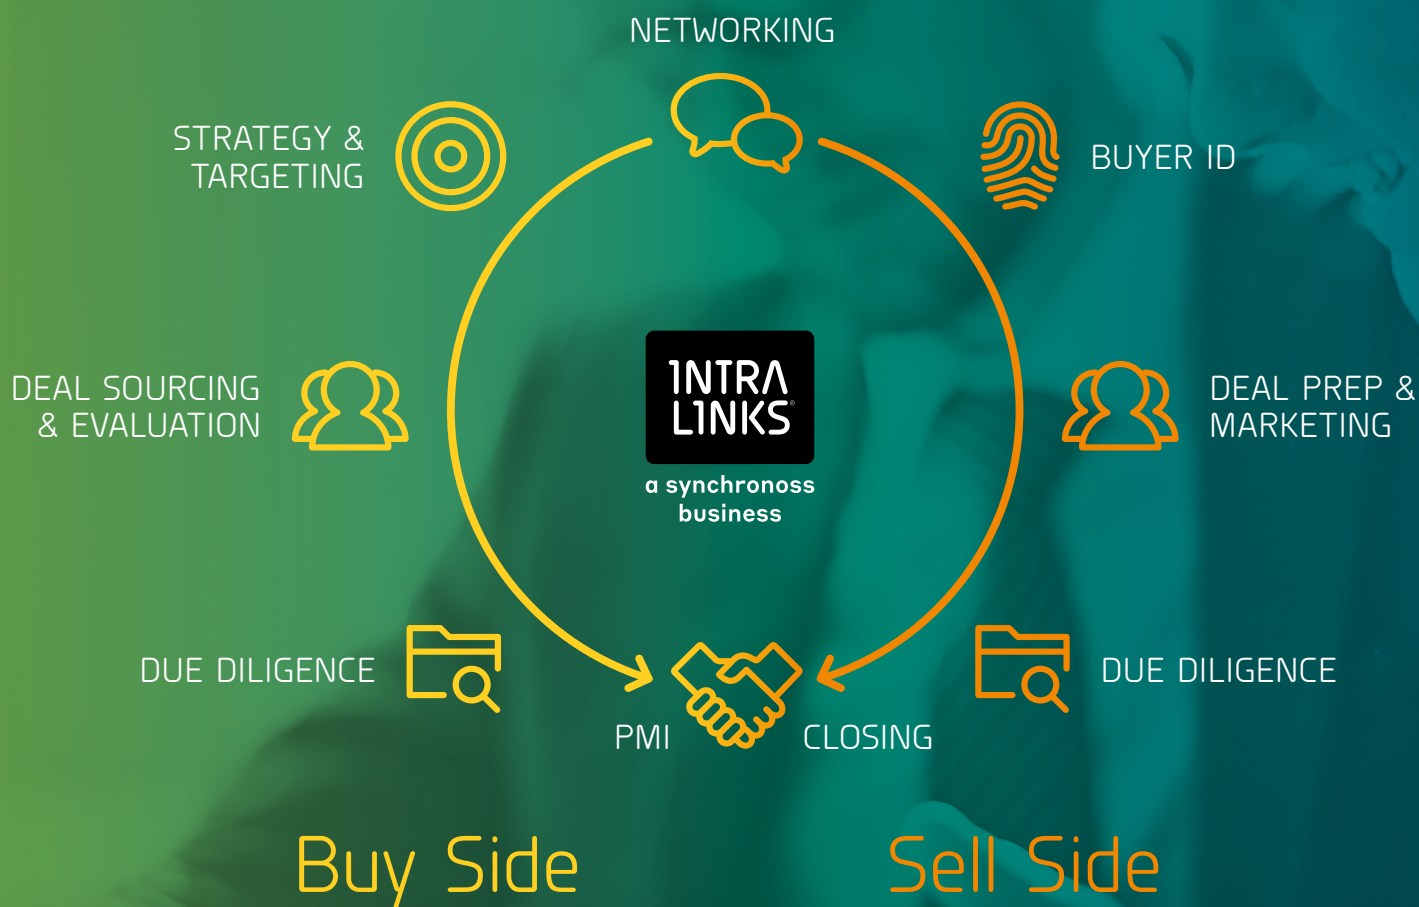 NETWORKING
STRATEGY &
TARGETING
BUYER ID
DEAL SOURCING
& EVALUATION
INTRA
LINKS®
a synchronoss
business
DEAL PREP &
MARKETING
DUE DILIGENCE
DUE DILIGENCE
PMI
CLOSING
Buy Side
Sell Side